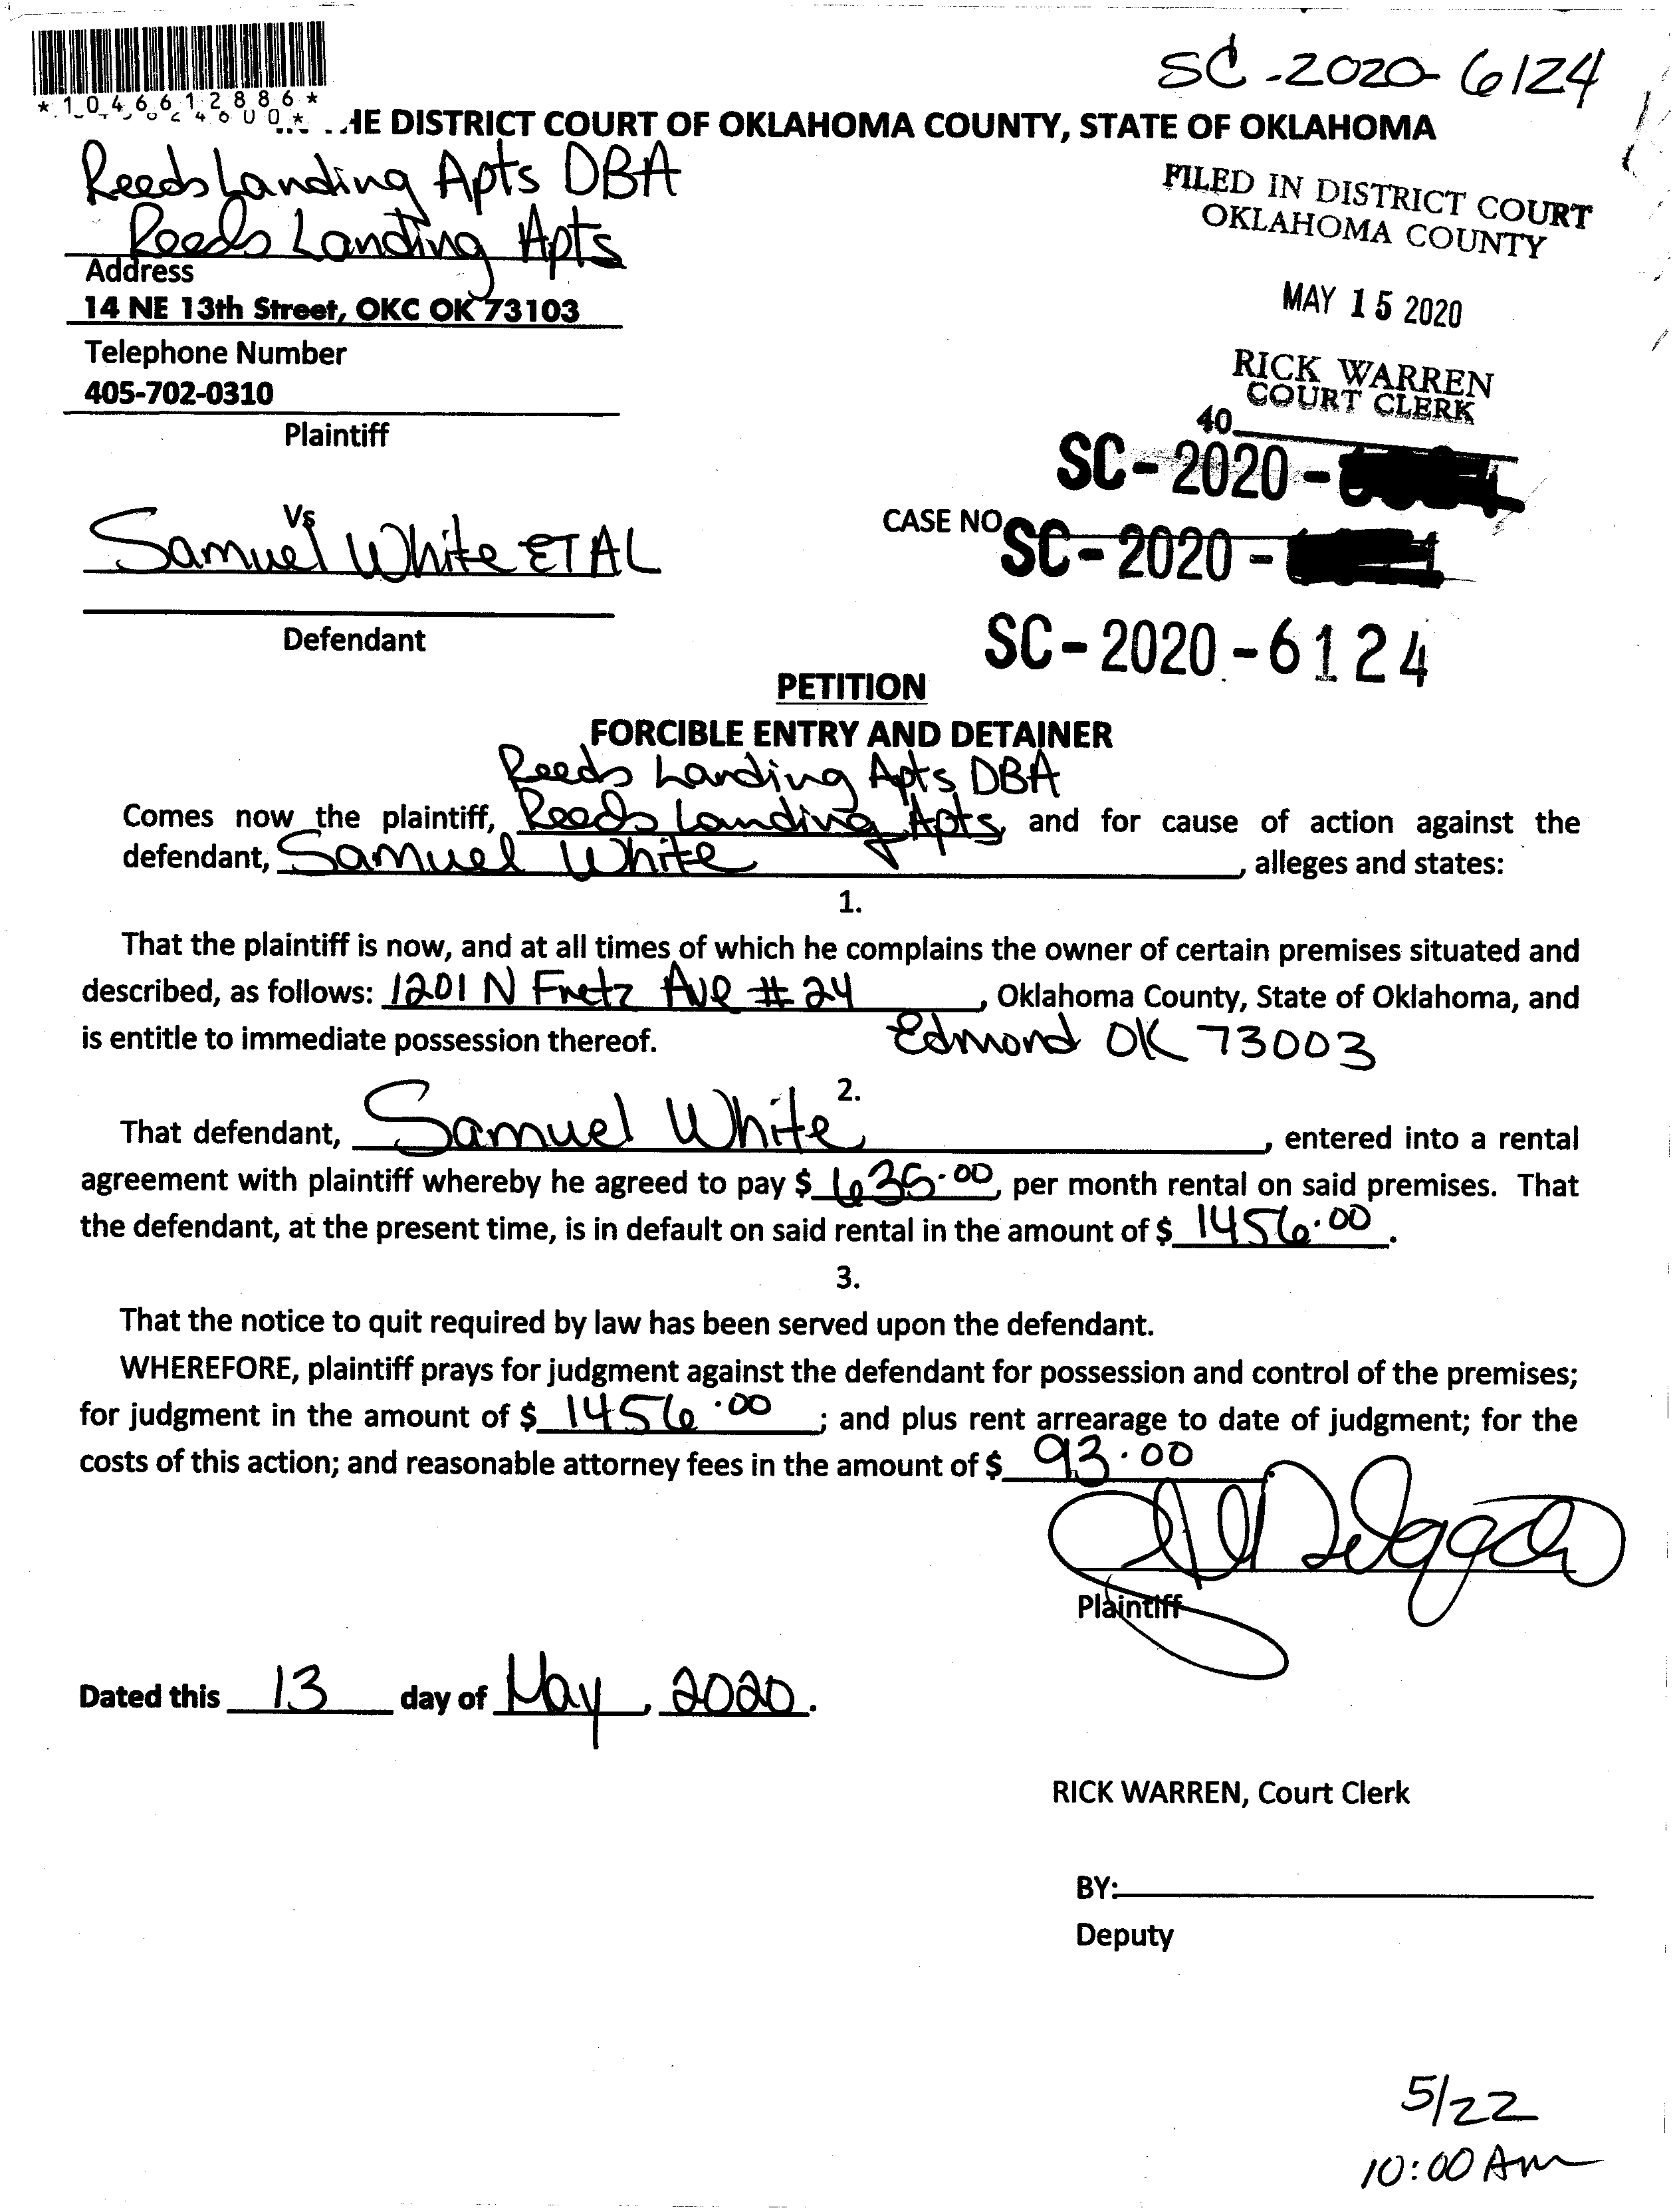 SC-2020-6124
*1046612886*
HE DISTRICT COURT OF OKLAHOMA COUNTY, STATE OF OKLAHOMA
Reeds Landing Apts DBA
Reeds Landing Apts
Address
14 NE 13th Street, OKC OK 73103
Telephone Number
405-702-0310
Plaintiff
FILED IN DISTRICT COURT
OKLAHOMA COUNTY
MAY 15 2020
RICK WARREN
COURT CLERK
40
SC-2020-
Vs
Samuel White ETAL
Defendant
CASE NO
SC-2020-
SC-2020-6124
PETITION
FORCIBLE ENTRY AND DETAINER
Reeds Landing Apts DBA
Comes now the plaintiff, Reeds Landing Apts, and for cause of action against the
defendant, Samuel White, alleges and states:
1.
That the plaintiff is now, and at all times of which he complains the owner of certain premises situated and
described, as follows: 1201 N Fretz Ave #24, Oklahoma County, State of Oklahoma, and
is entitle to immediate possession thereof. Edmond OK 73003
2.
That defendant, Samuel White, entered into a rental
agreement with plaintiff whereby he agreed to pay $ 635.00, per month rental on said premises. That
the defendant, at the present time, is in default on said rental in the amount of $ 1456.00.
3.
That the notice to quit required by law has been served upon the defendant.
WHEREFORE, plaintiff prays for judgment against the defendant for possession and control of the premises;
for judgment in the amount of $ 1456.00; and plus rent arrearage to date of judgment; for the
costs of this action; and reasonable attorney fees in the amount of $ 93.00
Plaintiff
Dated this 13 day of May, 2020.
RICK WARREN, Court Clerk
BY:
Deputy
5/22
10:00 Am